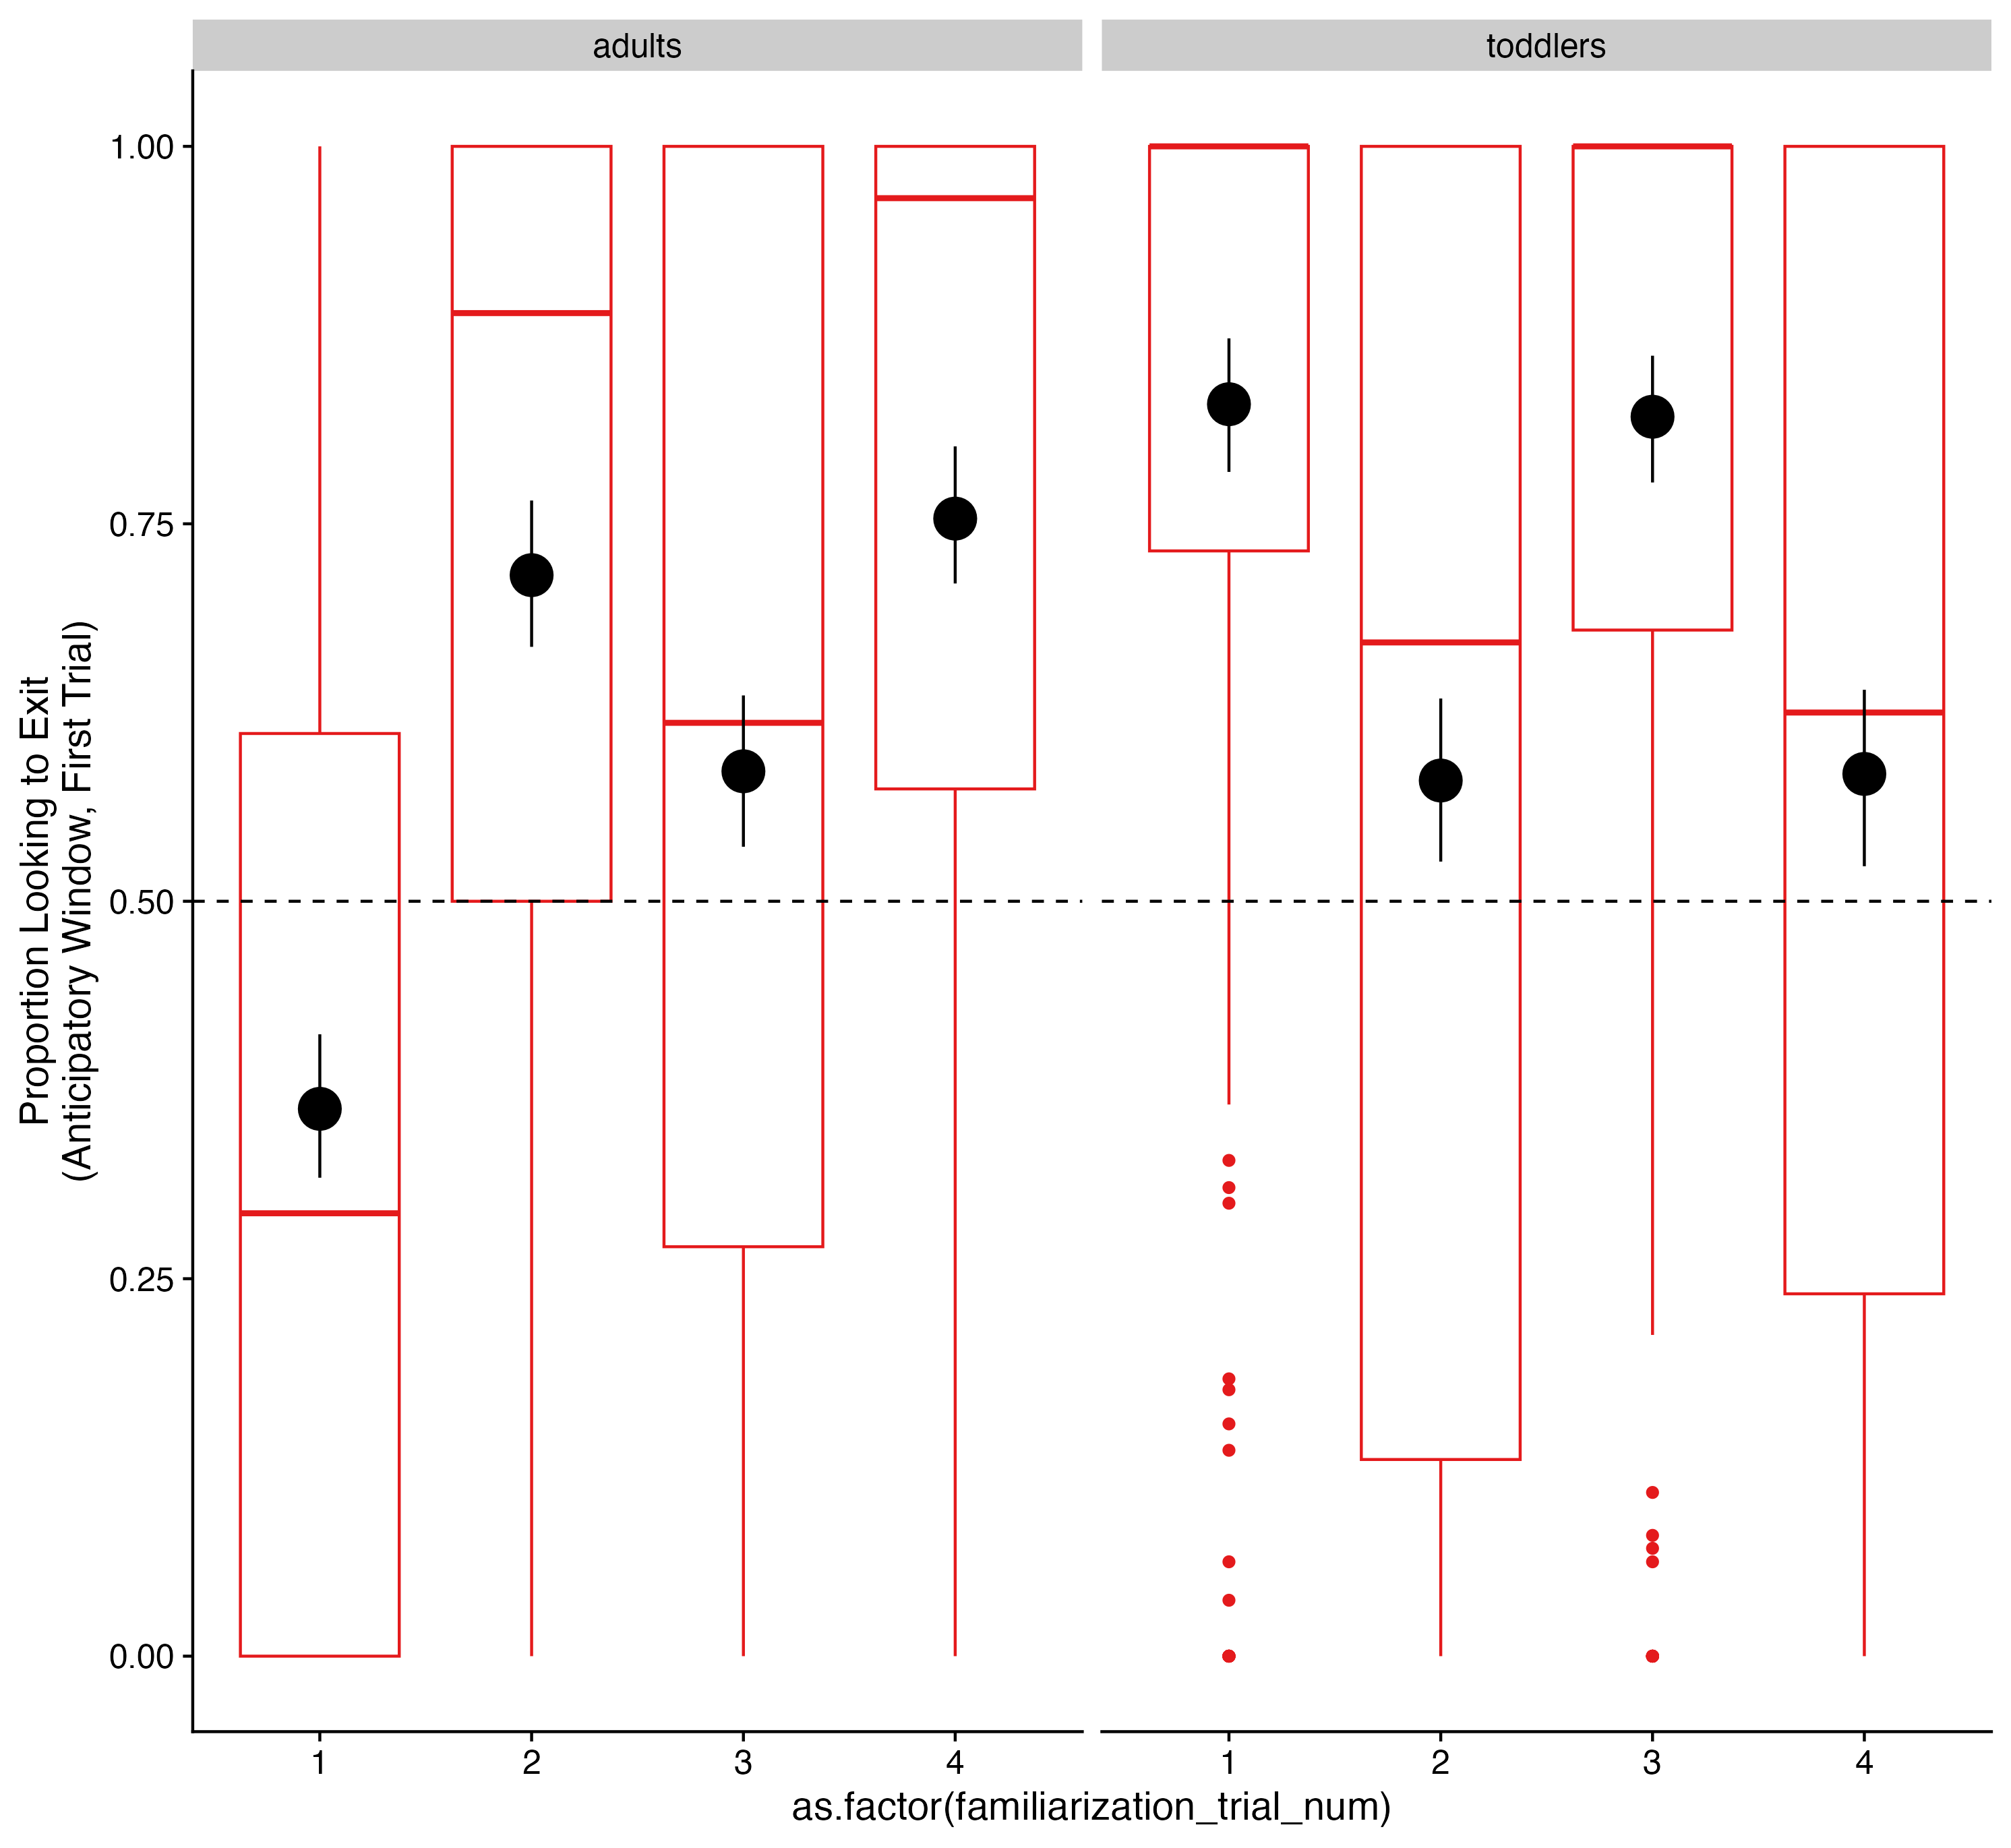 adults
toddlers
1.00
0.75
0.50
0.25
0.00
Proportion Looking to Exit
(Anticipatory Window, First Trial)
1 2 3 4
1 2 3 4
as.factor(familiarization_trial_num)